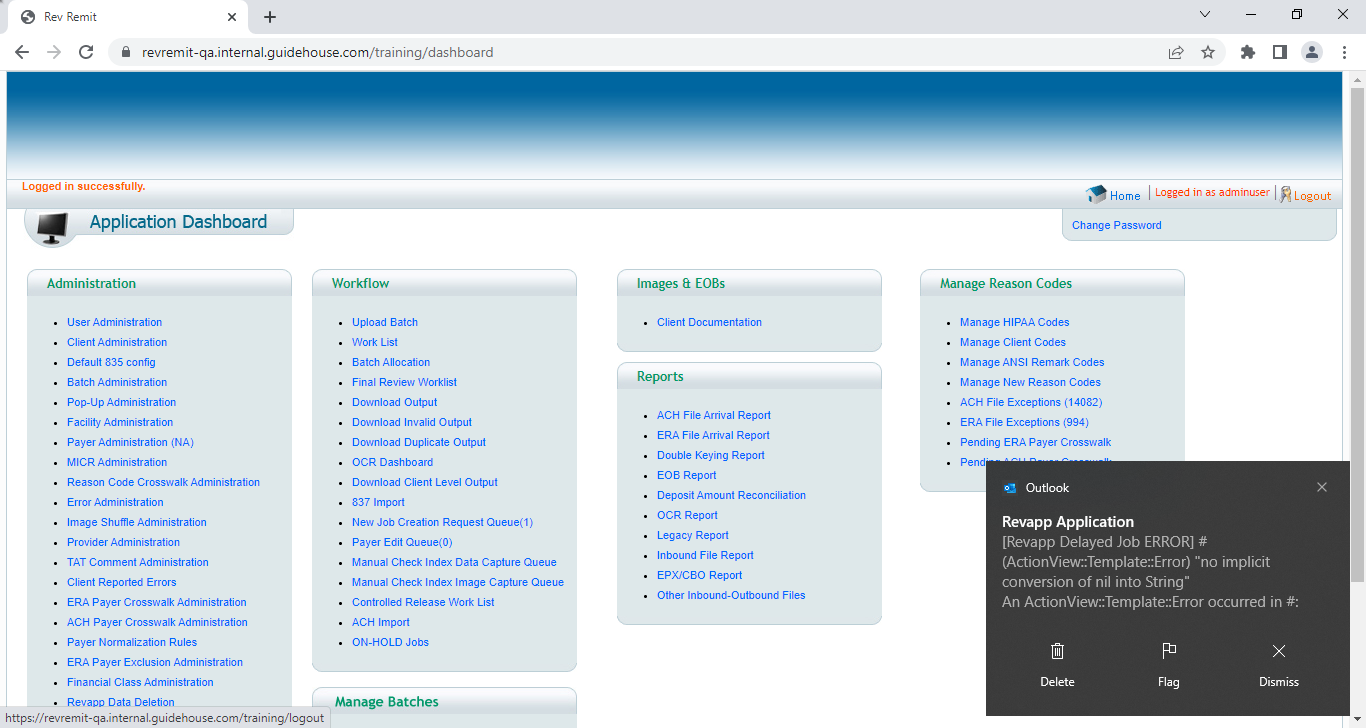 Rev Remit
revremit-qa.internal.guidehouse.com/training/dashboard
Logged in successfully.
Home
Logged in as adminuser
Logout
Application Dashboard
Change Password
Administration
User Administration
Client Administration
Default 835 config
Batch Administration
Pop-Up Administration
Facility Administration
Payer Administration (NA)
MICR Administration
Reason Code Crosswalk Administration
Error Administration
Image Shuffle Administration
Provider Administration
TAT Comment Administration
Client Reported Errors
ERA Payer Crosswalk Administration
ACH Payer Crosswalk Administration
Payer Normalization Rules
ERA Payer Exclusion Administration
Financial Class Administration
Revapp Data Deletion
Workflow
Upload Batch
Work List
Batch Allocation
Final Review Worklist
Download Output
Download Invalid Output
Download Duplicate Output
OCR Dashboard
Download Client Level Output
837 Import
New Job Creation Request Queue(1)
Payer Edit Queue(0)
Manual Check Index Data Capture Queue
Manual Check Index Image Capture Queue
Controlled Release Work List
ACH Import
ON-HOLD Jobs
Manage Batches
Images & EOBs
Client Documentation
Reports
ACH File Arrival Report
ERA File Arrival Report
Double Keying Report
EOB Report
Deposit Amount Reconciliation
OCR Report
Legacy Report
Inbound File Report
EPX/CBO Report
Other Inbound-Outbound Files
Manage Reason Codes
Manage HIPAA Codes
Manage Client Codes
Manage ANSI Remark Codes
Manage New Reason Codes
ACH File Exceptions (14082)
ERA File Exceptions (994)
Pending ERA Payer Crosswalk
Pending ACH Payer Crosswalk
Outlook
Revapp Application
[Revapp Delayed Job ERROR] #
(ActionView::Template::Error) "no implicit
conversion of nil into String"
An ActionView::Template::Error occurred in #:
Delete
Flag
Dismiss
https://revremit-qa.internal.guidehouse.com/training/logout